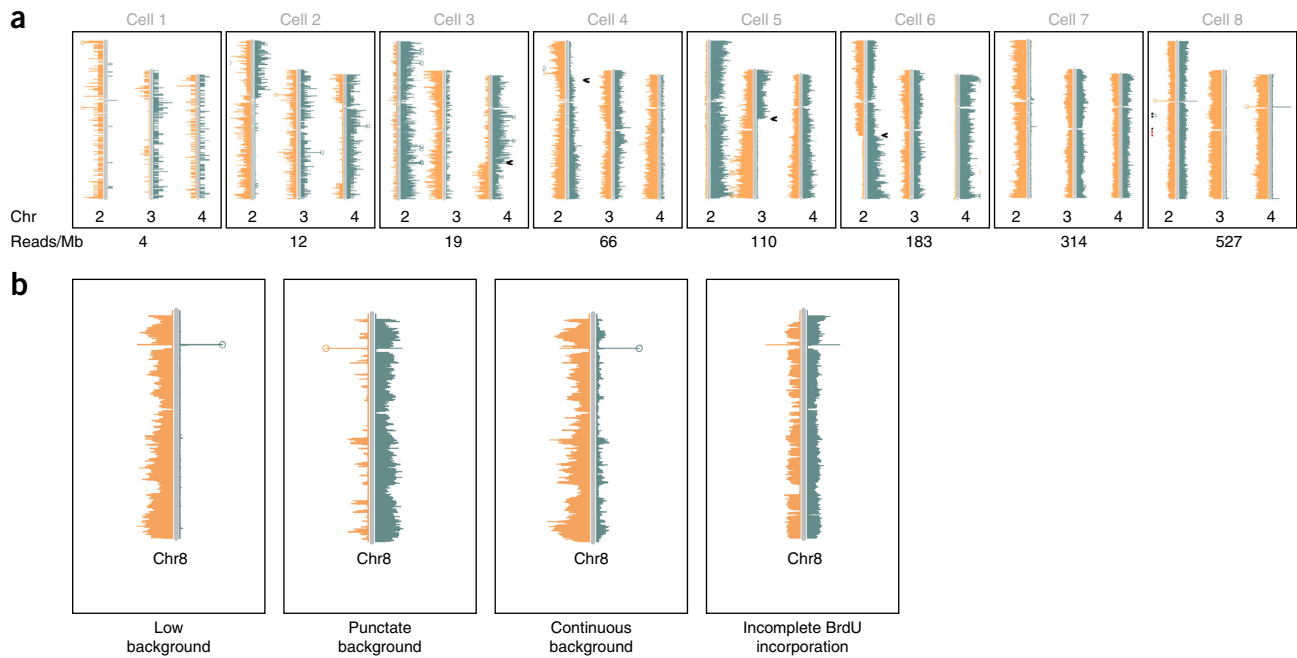 a
Cell 1 Cell 2 Cell 3 Cell 4 Cell 5 Cell 6 Cell 7 Cell 8
Chr 2 3 4 2 3 4 2 3 4 2 3 4 2 3 4 2 3 4 2 3 4 2 3 4
Reads/Mb 4 12 19 66 110 183 314 527
b
Chr8 Chr8 Chr8 Chr8
Low Punctate Continuous Incomplete BrdU
background background background incorporation